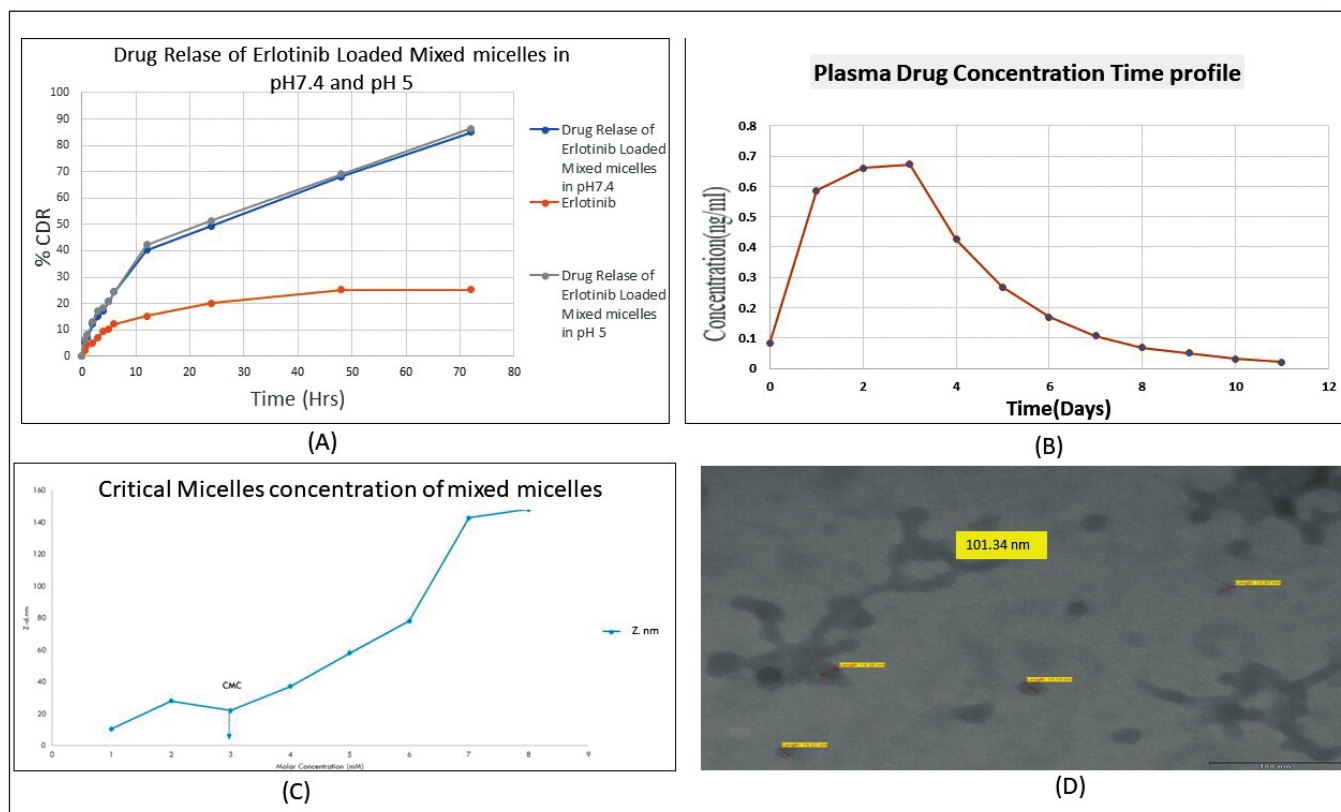 Drug Relase of Erlotinib Loaded Mixed micelles in
pH7.4 and pH 5
100
90
80
70
60
50
40
30
20
10
0
% CDR
0 10 20 30 40 50 60 70 80
Time (Hrs)
Drug Relase of
Erlotinib Loaded
Mixed micelles
in pH7.4
Erlotinib
Drug Relase of
Erlotinib Loaded
Mixed micelles
in pH 5
(A)
Plasma Drug Concentration Time profile
0.8
0.7
0.6
0.5
0.4
0.3
0.2
0.1
0
Concentration(ng/ml)
0 2 4 6 8 10 12
Time(Days)
(B)
Critical Micelles concentration of mixed micelles
160
140
120
100
80
60
40
20
0
Z-d.nm
CMC
0 1 2 3 4 5 6 7 8 9
Molar Concentration (mM)
Z. nm
(C)
101.34 nm
100 nm
(D)